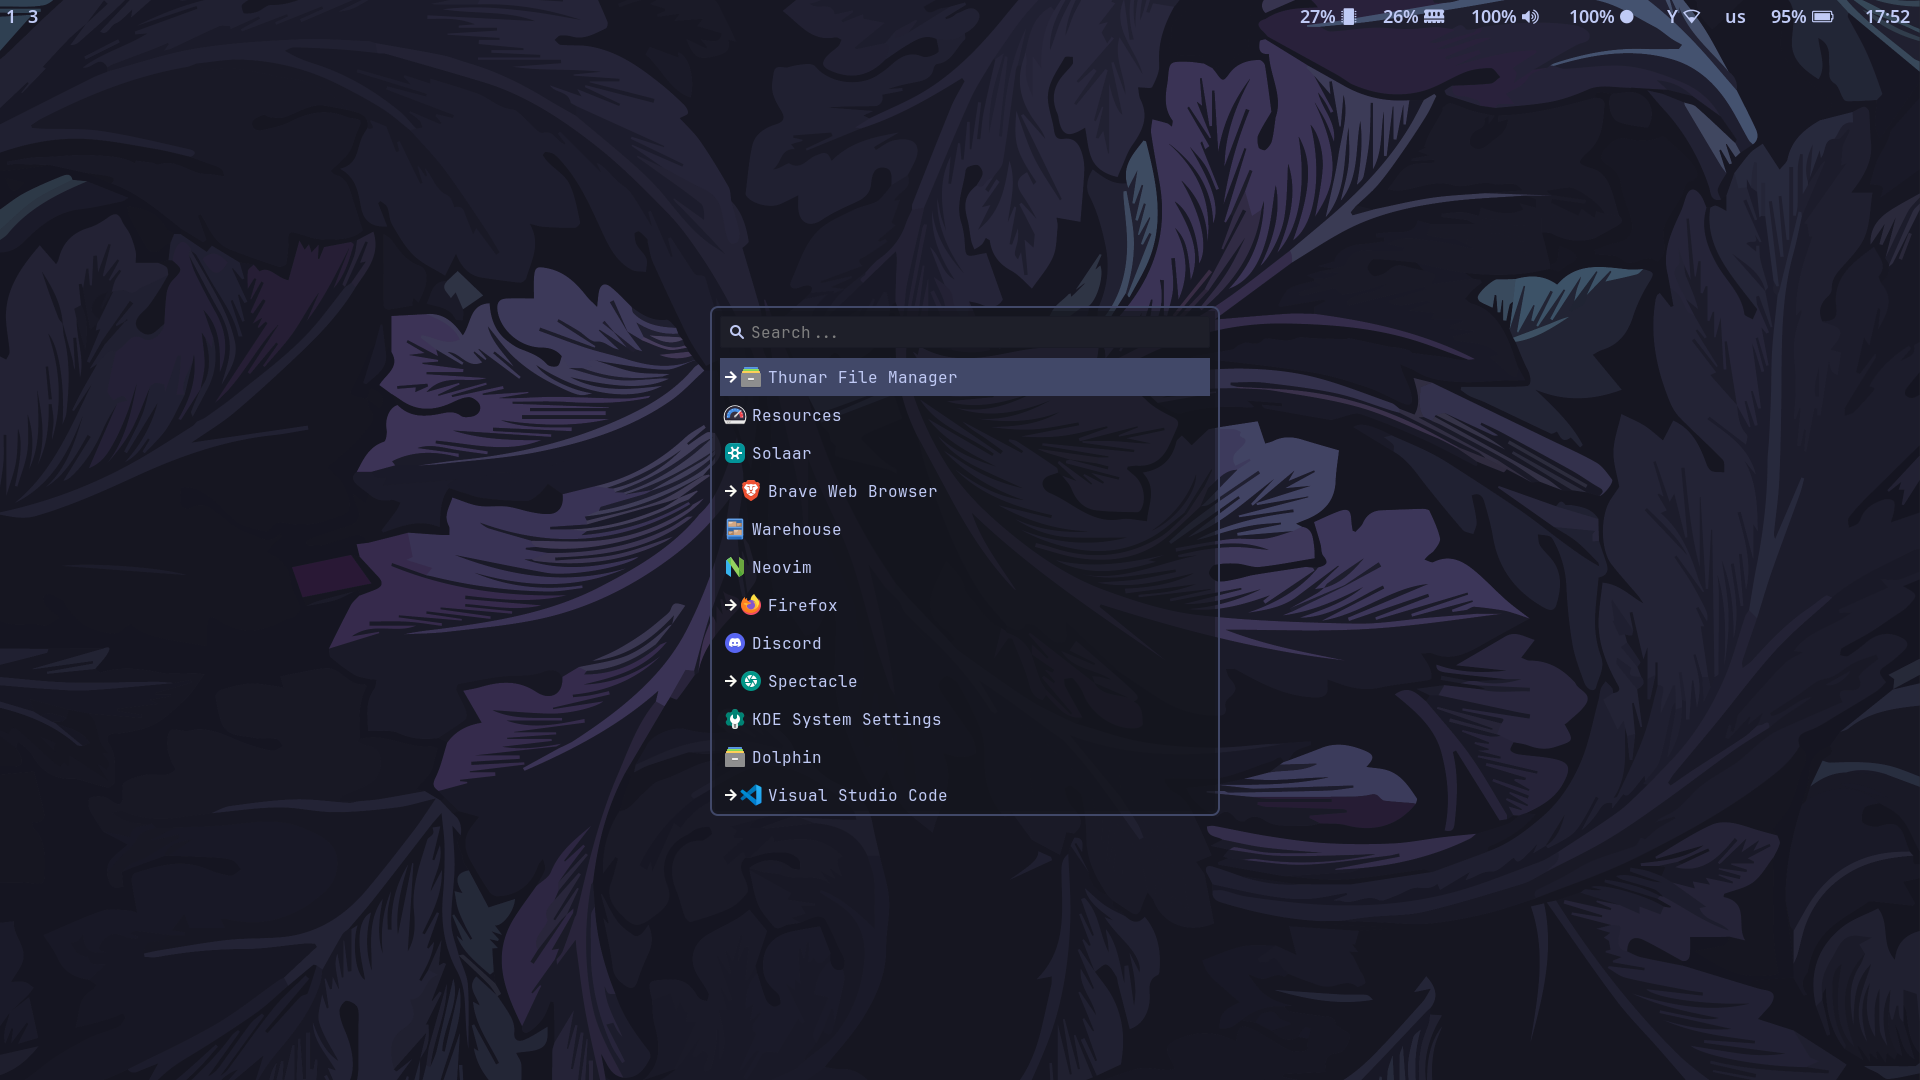 1 3 27% 26% 100% 100% Y us 95% 17:52
Search...
Thunar File Manager
Resources
Solaar
Brave Web Browser
Warehouse
Neovim
Firefox
Discord
Spectacle
KDE System Settings
Dolphin
Visual Studio Code